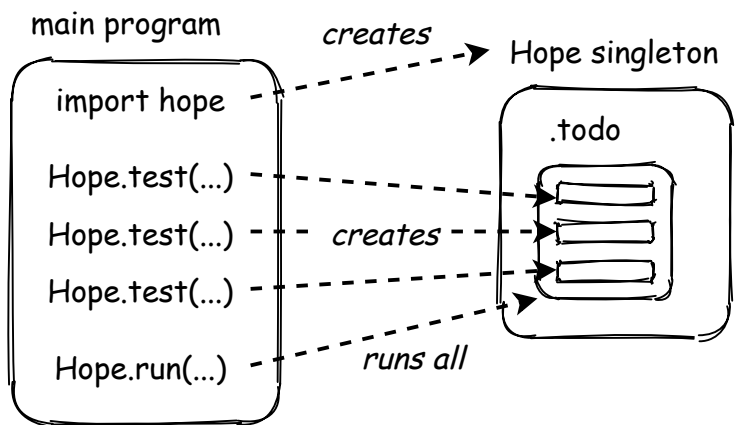 main program
creates
Hope singleton
import hope
.todo
Hope.test(...)
Hope.test(...)
creates
Hope.test(...)
runs all
Hope.run(...)